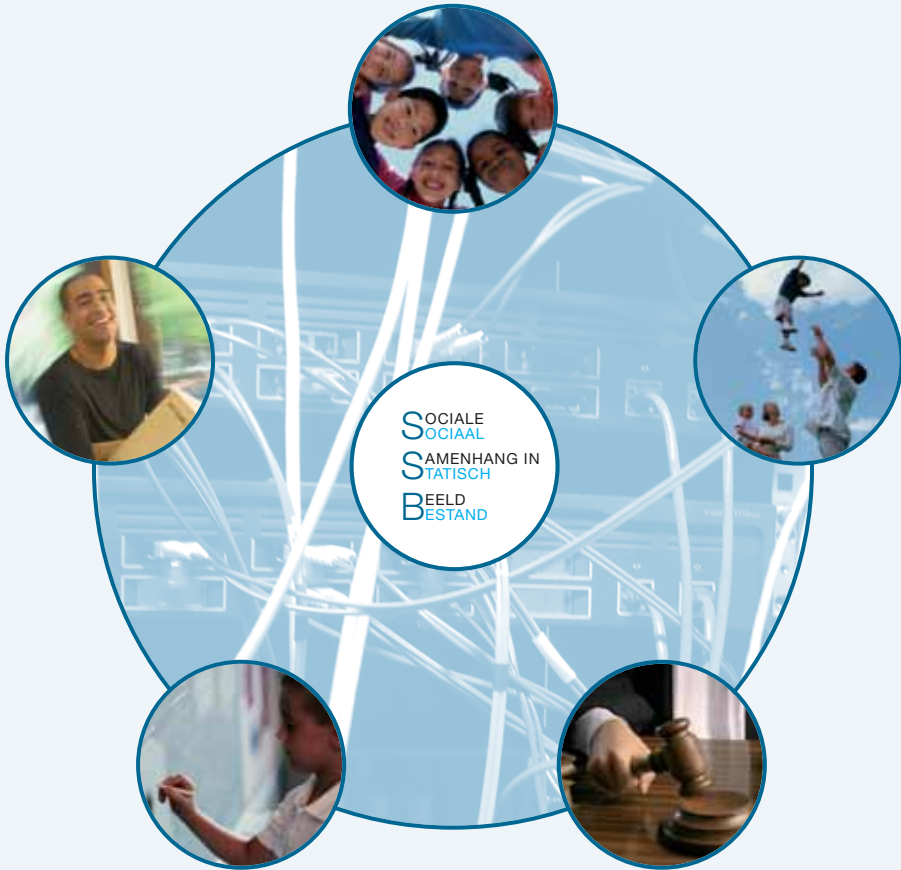 SOCIALE
SOCIAAL
SAMENHANG IN
STATISCH
BEELD
BESTAND